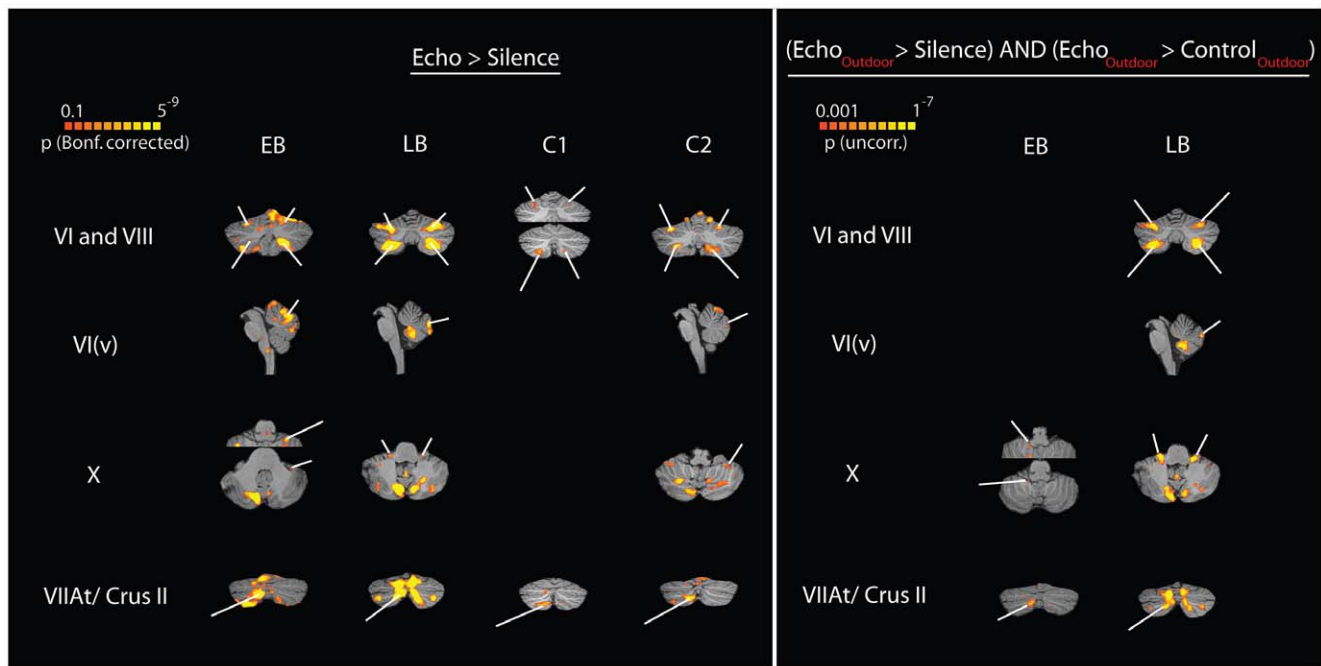 Echo > Silence
0.1 5-9
p (Bonf. corrected)
EB LB C1 C2
VI and VIII
VI(v)
X
VIIAt/ Crus II
(EchoOutdoor > Silence) AND (EchoOutdoor > ControlOutdoor)
0.001 1-7
p (uncorr.)
EB LB
VI and VIII
VI(v)
X
VIIAt/ Crus II